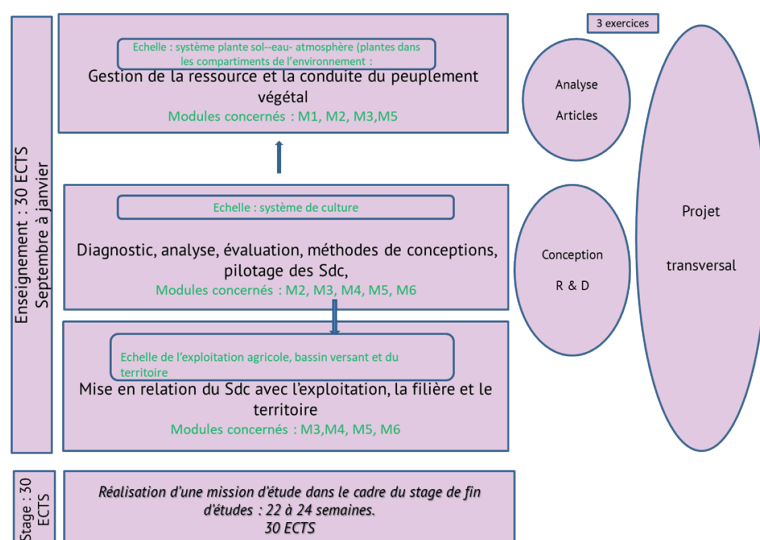 3 exercices
Enseignement : 30 ECTS
Septembre à janvier
Echelle : système plante sol--eau- atmosphère (plantes dans
les compartiments de l'environnement :
Gestion de la ressource et la conduite du peuplement
végétal
Modules concernés : M1, M2, M3,M5
Analyse
Articles
Echelle : système de culture
Diagnostic, analyse, évaluation, méthodes de conceptions,
pilotage des Sdc,
Modules concernés : M2, M3, M4, M5, M6
Conception
R & D
Projet
transversal
Echelle de l'exploitation agricole, bassin versant et du
territoire
Mise en relation du Sdc avec l'exploitation, la filière et le
territoire
Modules concernés : M3,M4, M5, M6
Stage : 30
ECTS
Réalisation d'une mission d'étude dans le cadre du stage de fin
d'études : 22 à 24 semaines.
30 ECTS